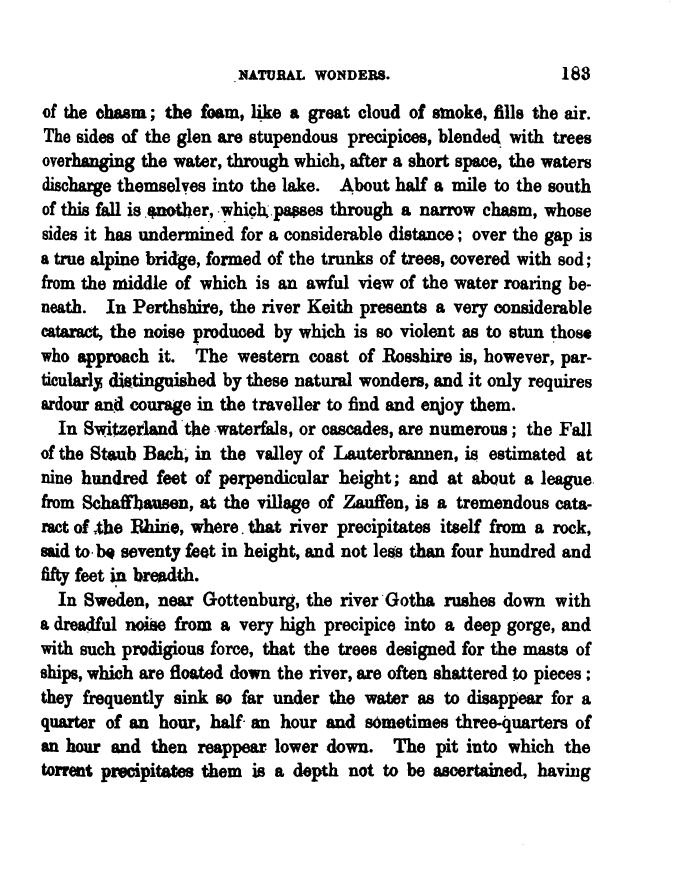 NATURAL WONDERS. 183
of the chasm; the foam, like a great cloud of smoke, fills the air.
The sides of the glen are stupendous precipices, blended with trees
overhanging the water, through which, after a short space, the waters
discharge themselves into the lake. About half a mile to the south
of this fall is another, which passes through a narrow chasm, whose
sides it has undermined for a considerable distance; over the gap is
a true alpine bridge, formed of the trunks of trees, covered with sod;
from the middle of which is an awful view of the water roaring be-
neath. In Perthshire, the river Keith presents a very considerable
cataract, the noise produced by which is so violent as to stun those
who approach it. The western coast of Rosshire is, however, par-
ticularly distinguished by these natural wonders, and it only requires
ardour and courage in the traveller to find and enjoy them.
In Switzerland the waterfals, or cascades, are numerous; the Fall
of the Staub Bach, in the valley of Lauterbrannen, is estimated at
nine hundred feet of perpendicular height; and at about a league
from Schaffhausen, at the village of Zauffen, is a tremendous cata-
ract of the Rhine, where that river precipitates itself from a rock,
said to be seventy feet in height, and not less than four hundred and
fifty feet in breadth.
In Sweden, near Gottenburg, the river Gotha rushes down with
a dreadful noise from a very high precipice into a deep gorge, and
with such prodigious force, that the trees designed for the masts of
ships, which are floated down the river, are often shattered to pieces;
they frequently sink so far under the water as to disappear for a
quarter of an hour, half an hour and sometimes three-quarters of
an hour and then reappear lower down. The pit into which the
torrent precipitates them is a depth not to be ascertained, having